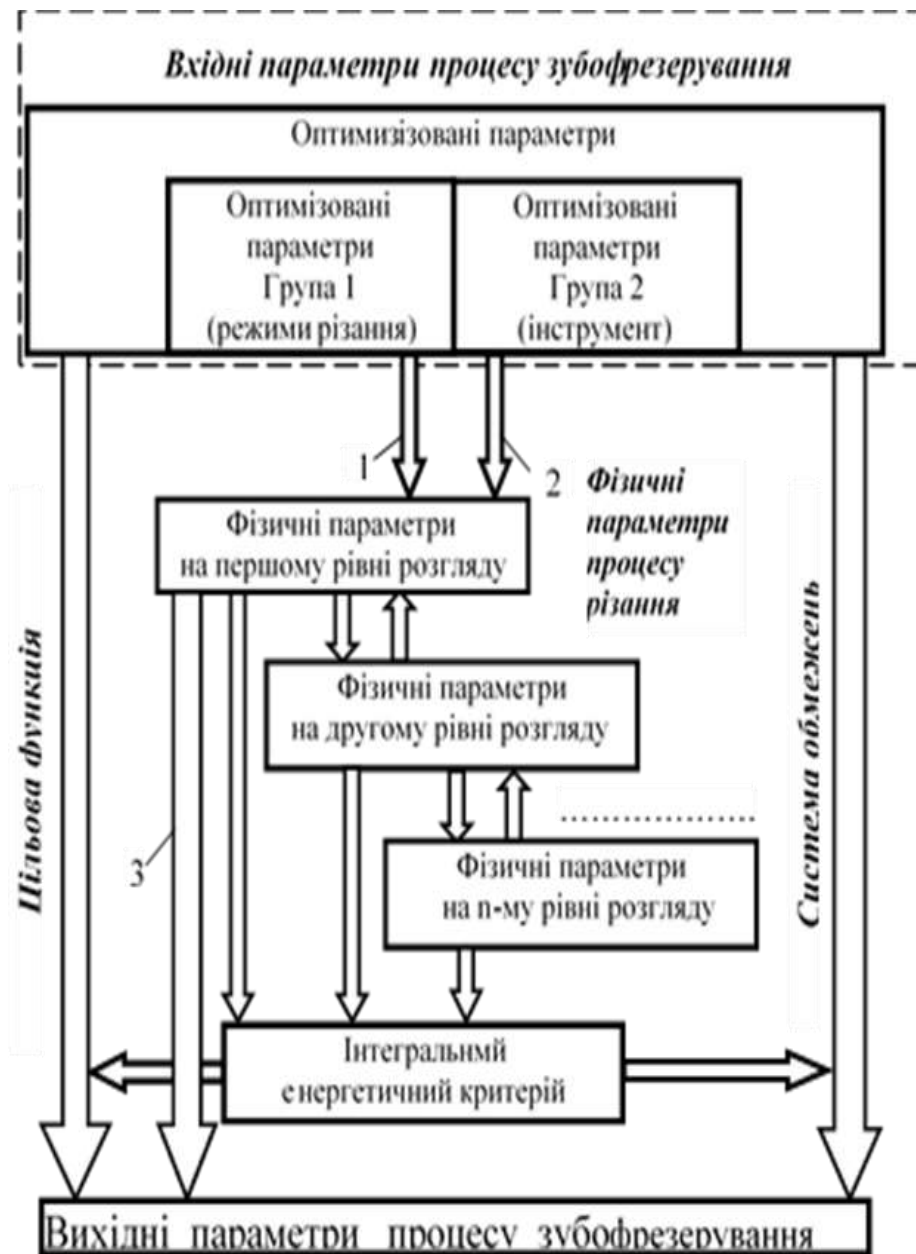 Вхідні параметри процесу зубофрезерування
Оптимизізовані параметри
Оптимізовані
параметри
Група 1
(режими різання)
Оптимізовані
параметри
Група 2
(інструмент)
1
2
Фізичні
параметри
процесу
різання
Фізичні параметри
на першому рівні розгляду
Цільова функція
Система обмежень
Фізичні параметри
на другому рівні розгляду
....................
3
Фізичні параметри
на n-му рівні розгляду
Інтегральнмй
енергетичний критерій
Вихідні параметри процесу зубофрезерування